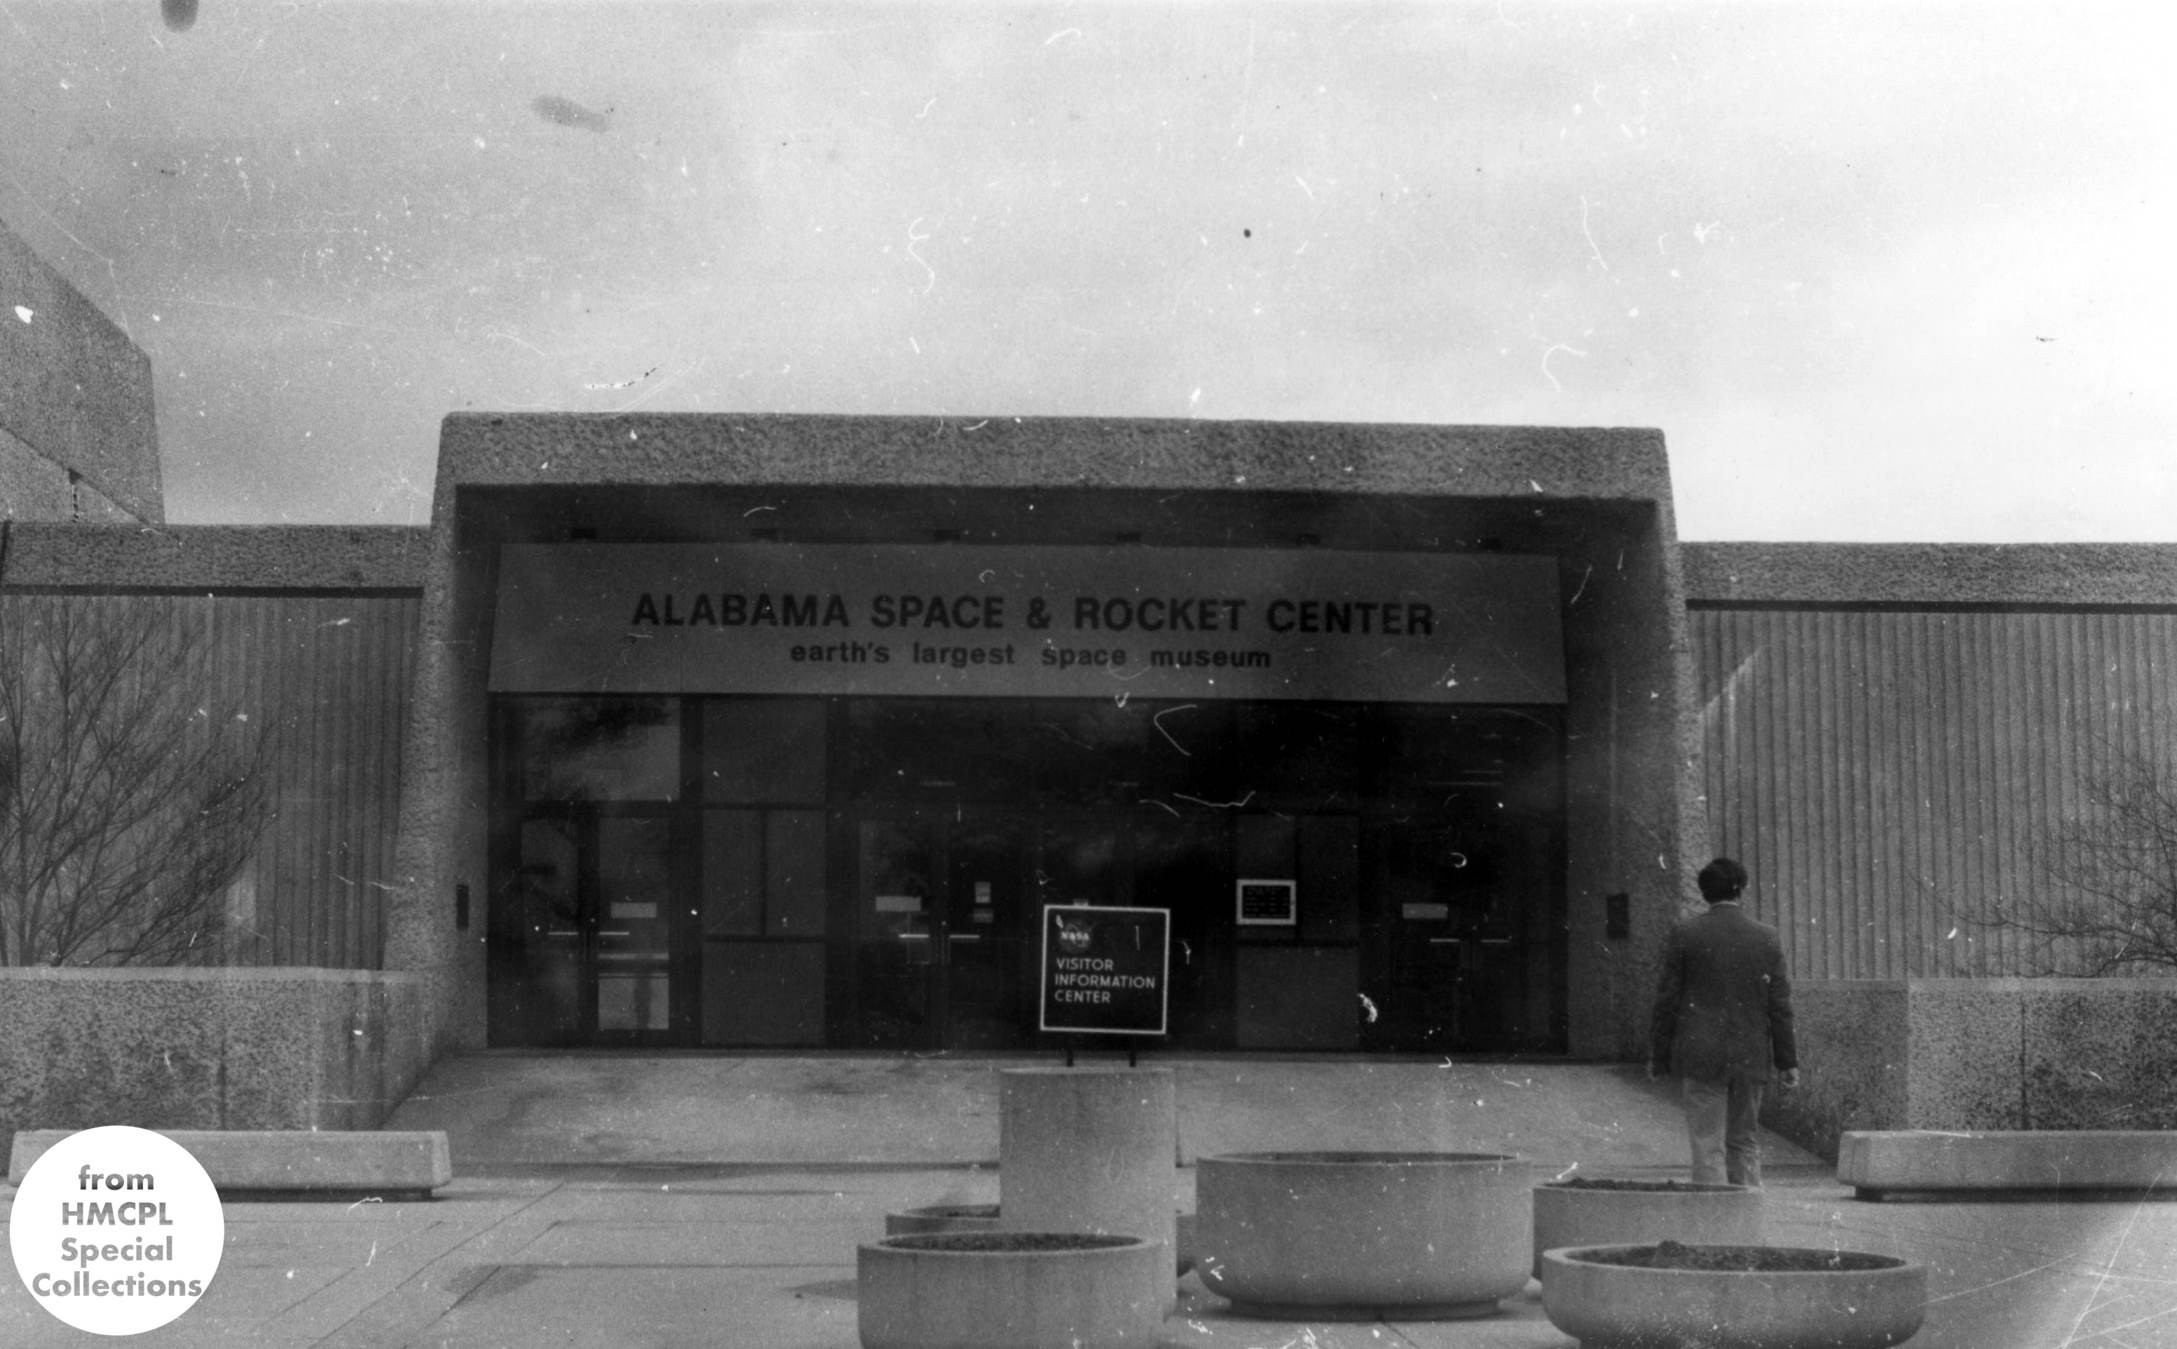 ALABAMA SPACE & ROCKET CENTER
earth's largest space museum
NASA
VISITOR
INFORMATION
CENTER
from
HMCPL
Special
Collections